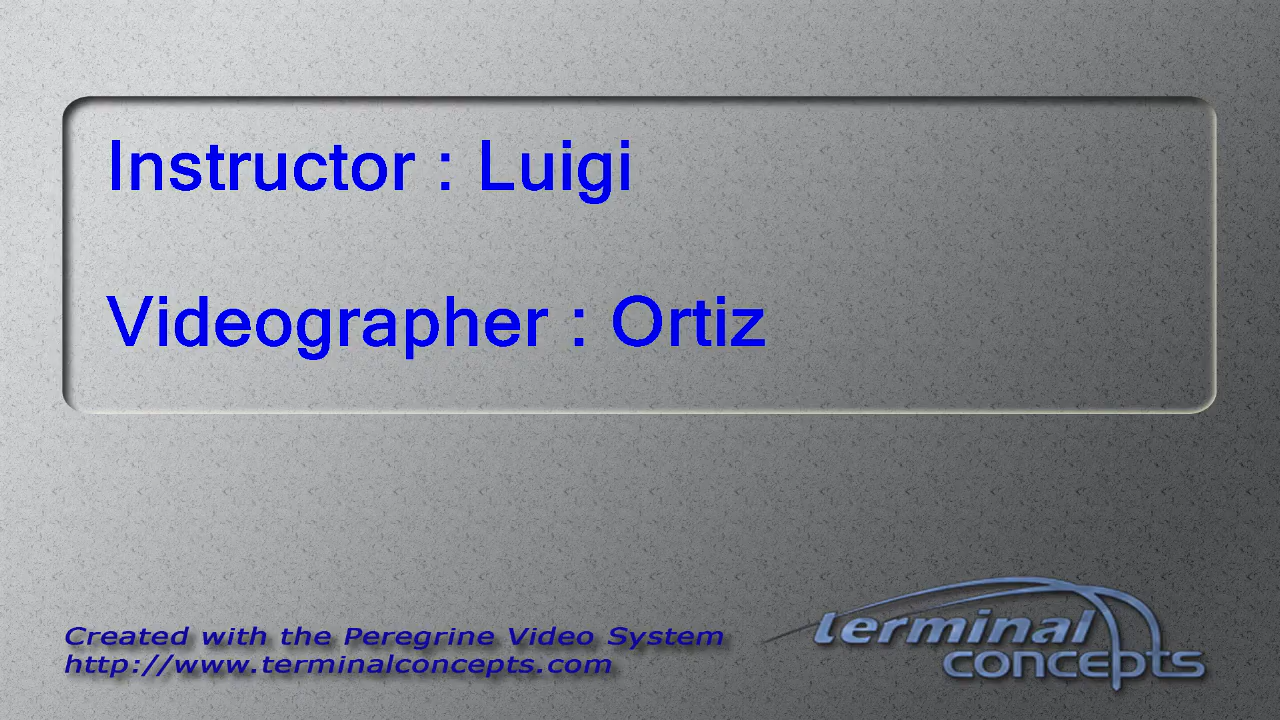 Instructor : Luigi
Videographer : Ortiz
Created with the Peregrine Video System
http://www.terminalconcepts.com
terminal
concepts